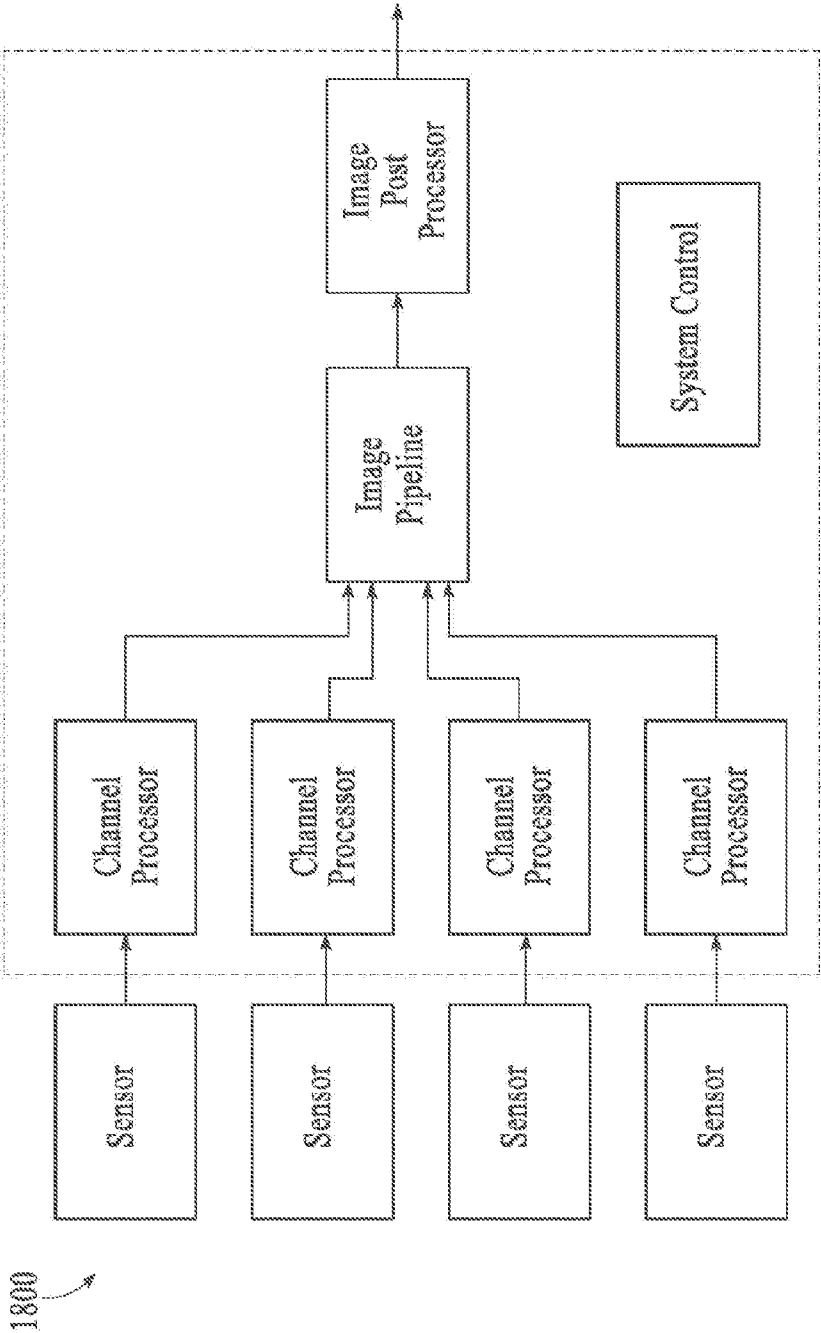 1800
Sensor
Sensor
Sensor
Sensor
Channel
Processor
Channel
Processor
Channel
Processor
Channel
Processor
Image
Pipeline
Image
Post
Processor
System Control